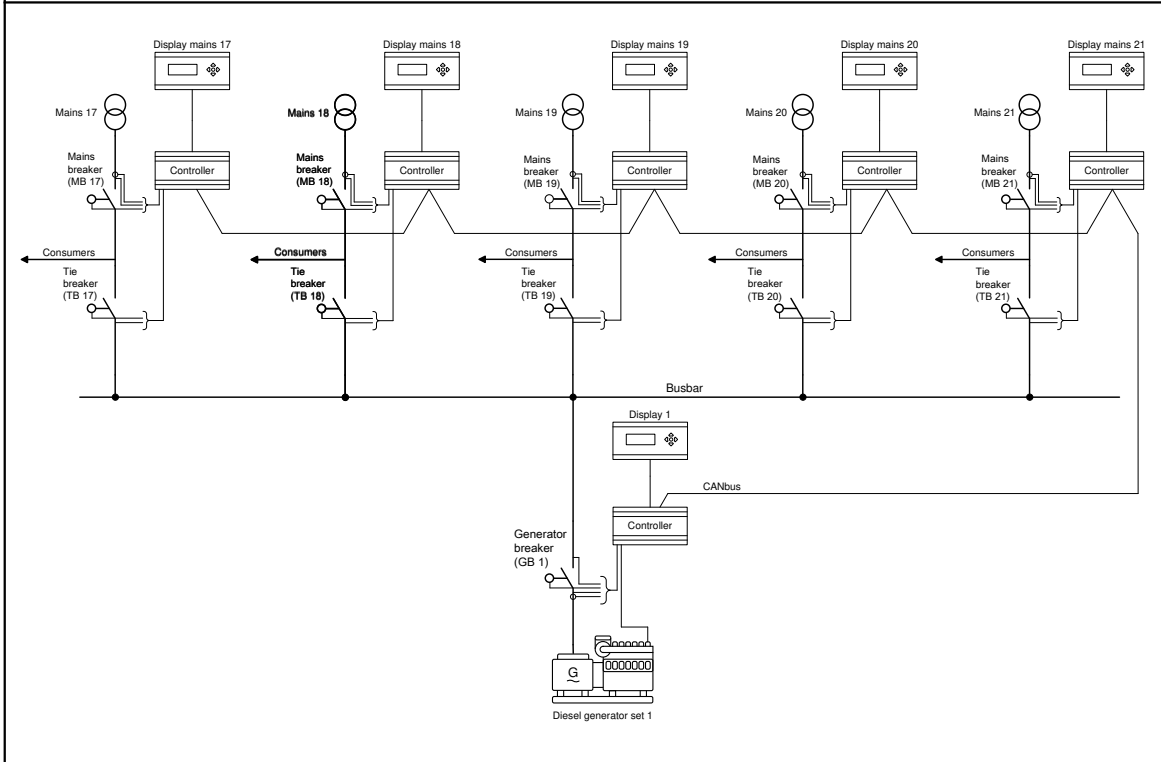 Display mains 17
Display mains 18
Display mains 19
Display mains 20
Display mains 21
Mains 17
Mains 18
Mains 19
Mains 20
Mains 21
Mains
breaker
(MB 17)
Controller
Mains
breaker
(MB 18)
Controller
Mains
breaker
(MB 19)
Controller
Mains
breaker
(MB 20)
Controller
Mains
breaker
(MB 21)
Controller
Consumers
Consumers
Consumers
Consumers
Consumers
Tie
breaker
(TB 17)
Tie
breaker
(TB 18)
Tie
breaker
(TB 19)
Tie
breaker
(TB 20)
Tie
breaker
(TB 21)
Busbar
Display 1
CANbus
Controller
Generator
breaker
(GB 1)
G
Diesel generator set 1